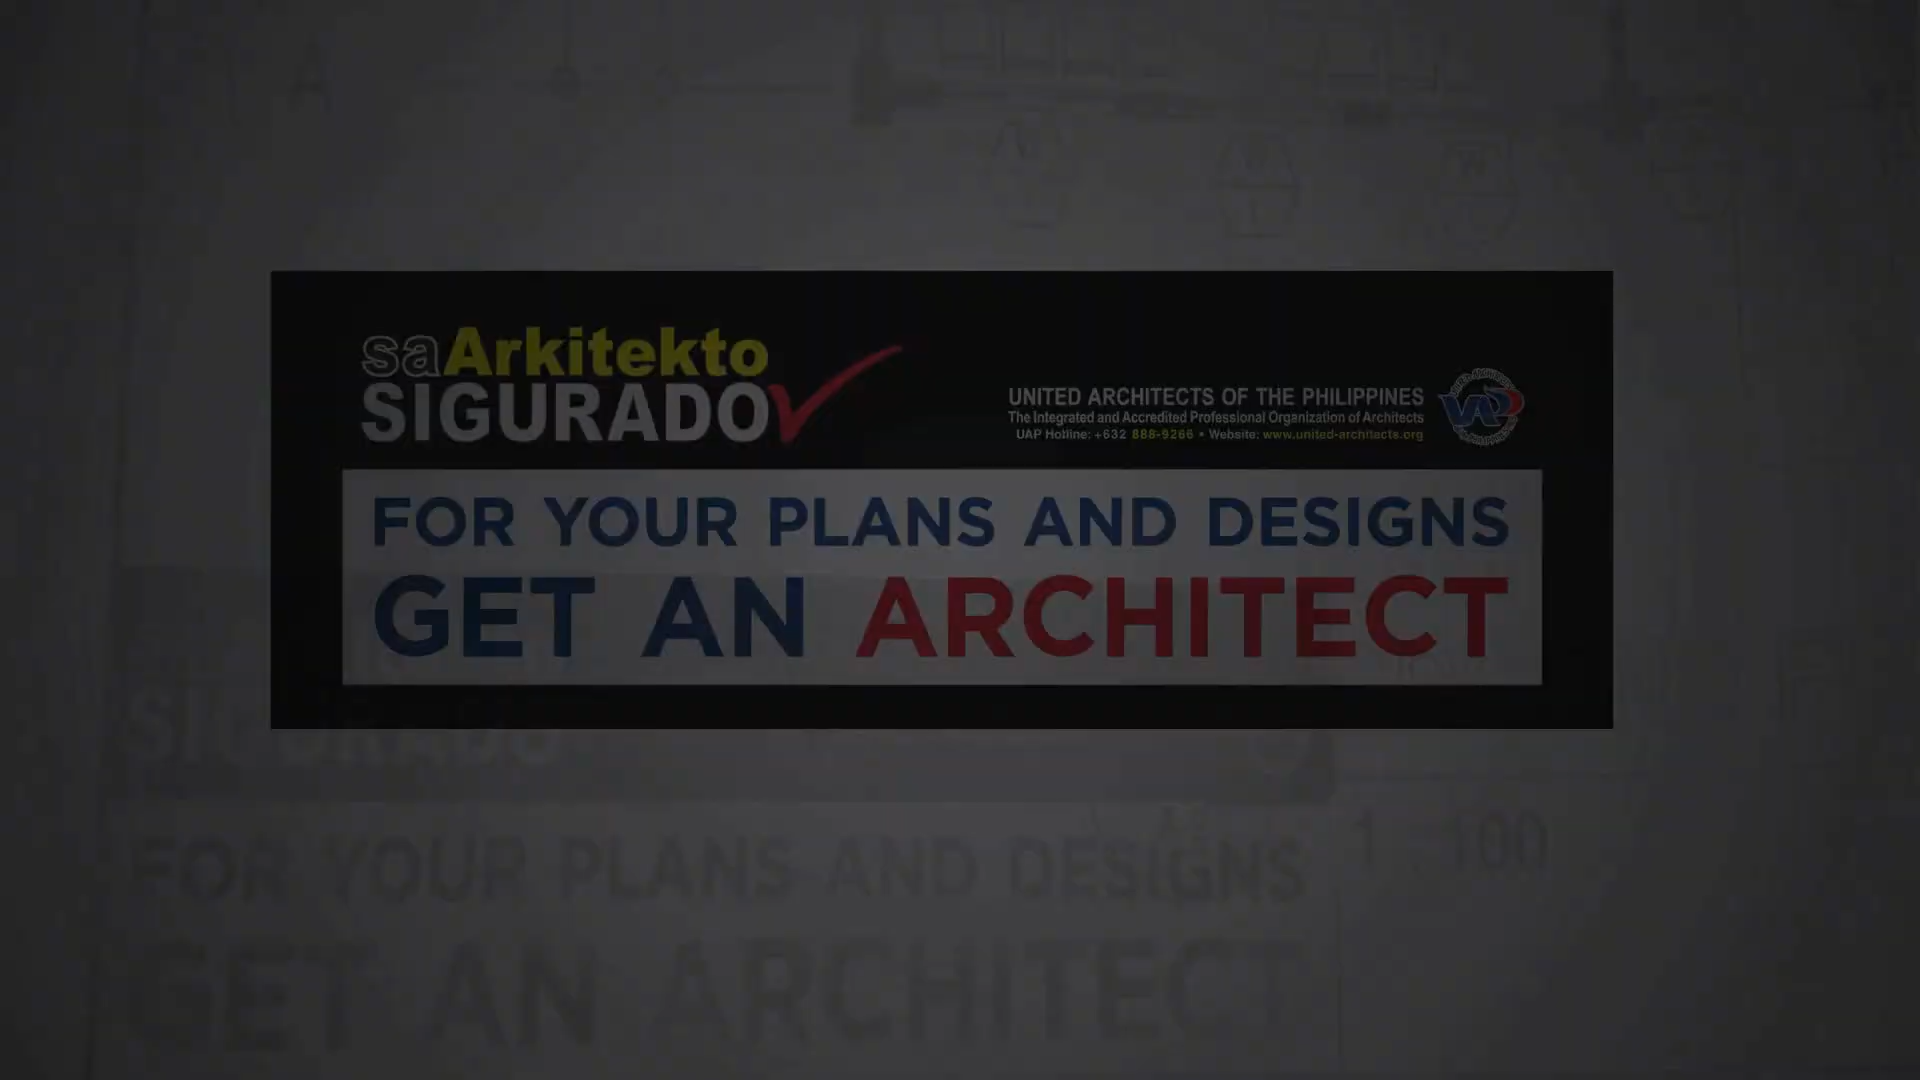 A
saArkitekto
SIGURADO
UNITED ARCHITECTS OF THE PHILIPPINES
The Integrated and Accredited Professional Organization of Architects
UAP Hotline: +632 888-9266 • Website: www.united-architects.org
UAP
FOR YOUR PLANS AND DESIGNS
GET AN ARCHITECT
SIGURADO
FOR YOUR PLANS AND DESIGNS
1 : 100
GET AN ARCHITECT